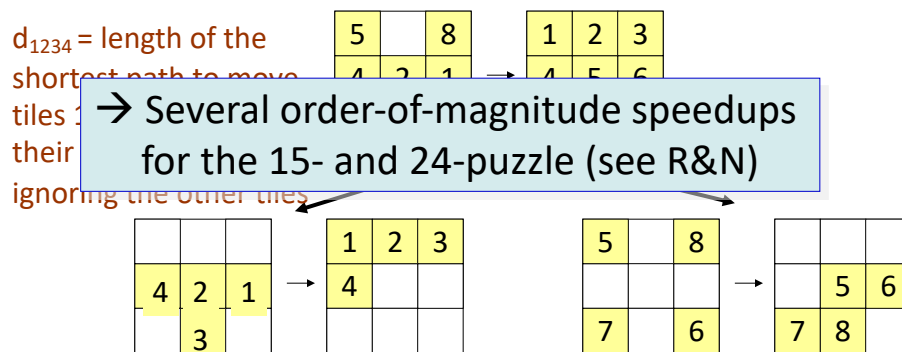 d1234 = length of the
shortest path to move
tiles 1
their
ignoring the other tiles
5 8
4 2 1 → 4 5 6
1 2 3
→ Several order-of-magnitude speedups
for the 15- and 24-puzzle (see R&N)
4 2 1
3
→
1 2 3
4
5 8
7 6
→
5 6
7 8